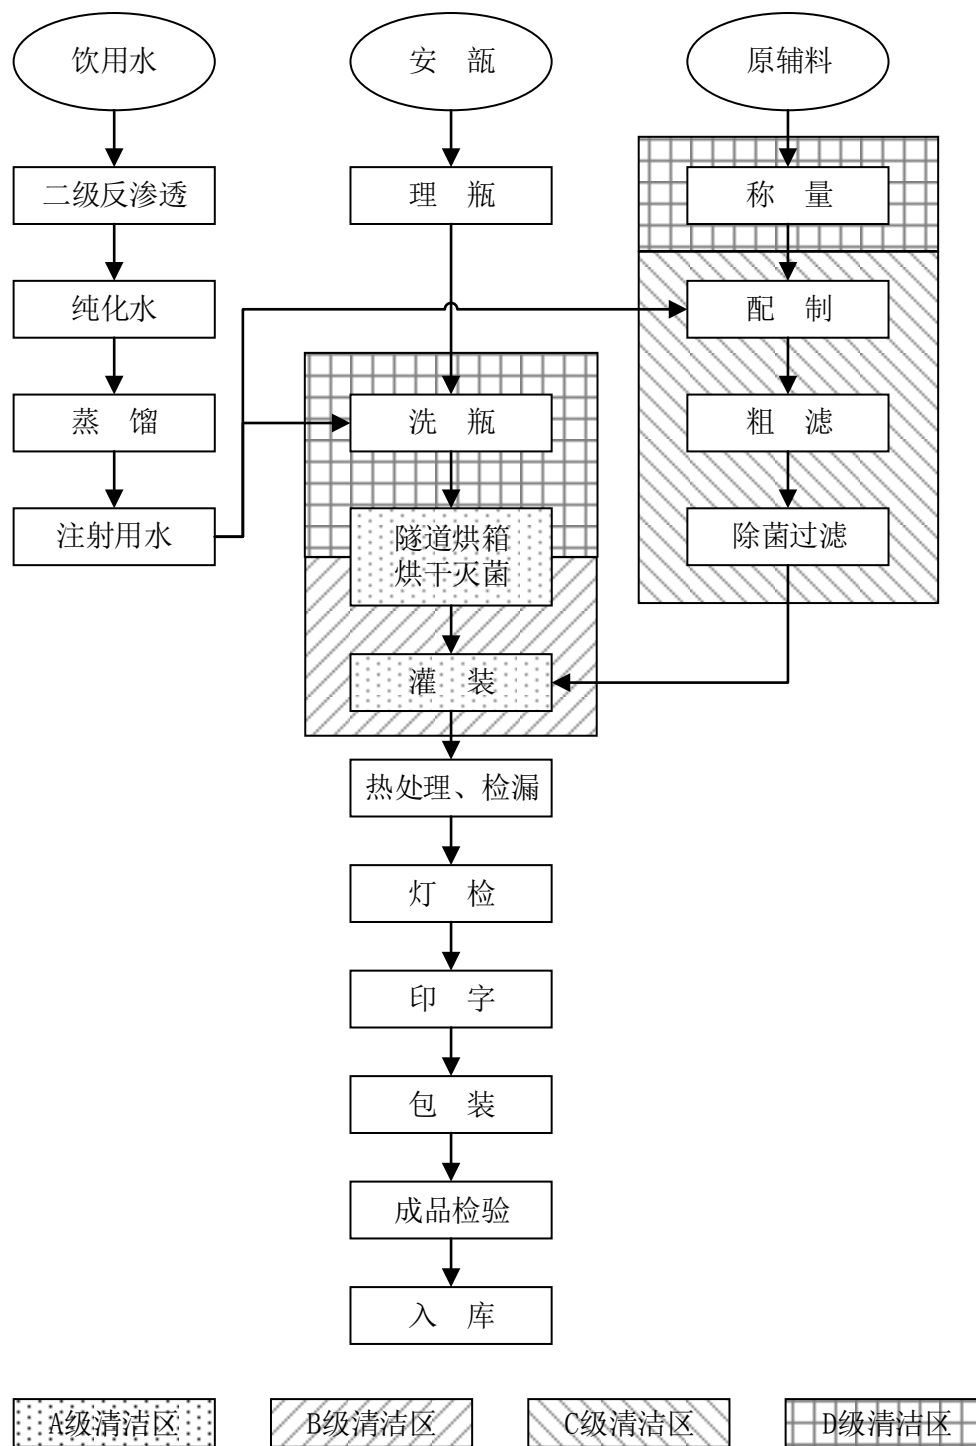 饮用水
安 瓿
原辅料
二级反渗透
理 瓶
称 量
纯化水
配 制
蒸 馏
洗 瓶
粗 滤
注射用水
隧道烘箱
烘干灭菌
除菌过滤
灌 装
热处理、检漏
灯 检
印 字
包 装
成品检验
入 库
A级清洁区
B级清洁区
C级清洁区
D级清洁区